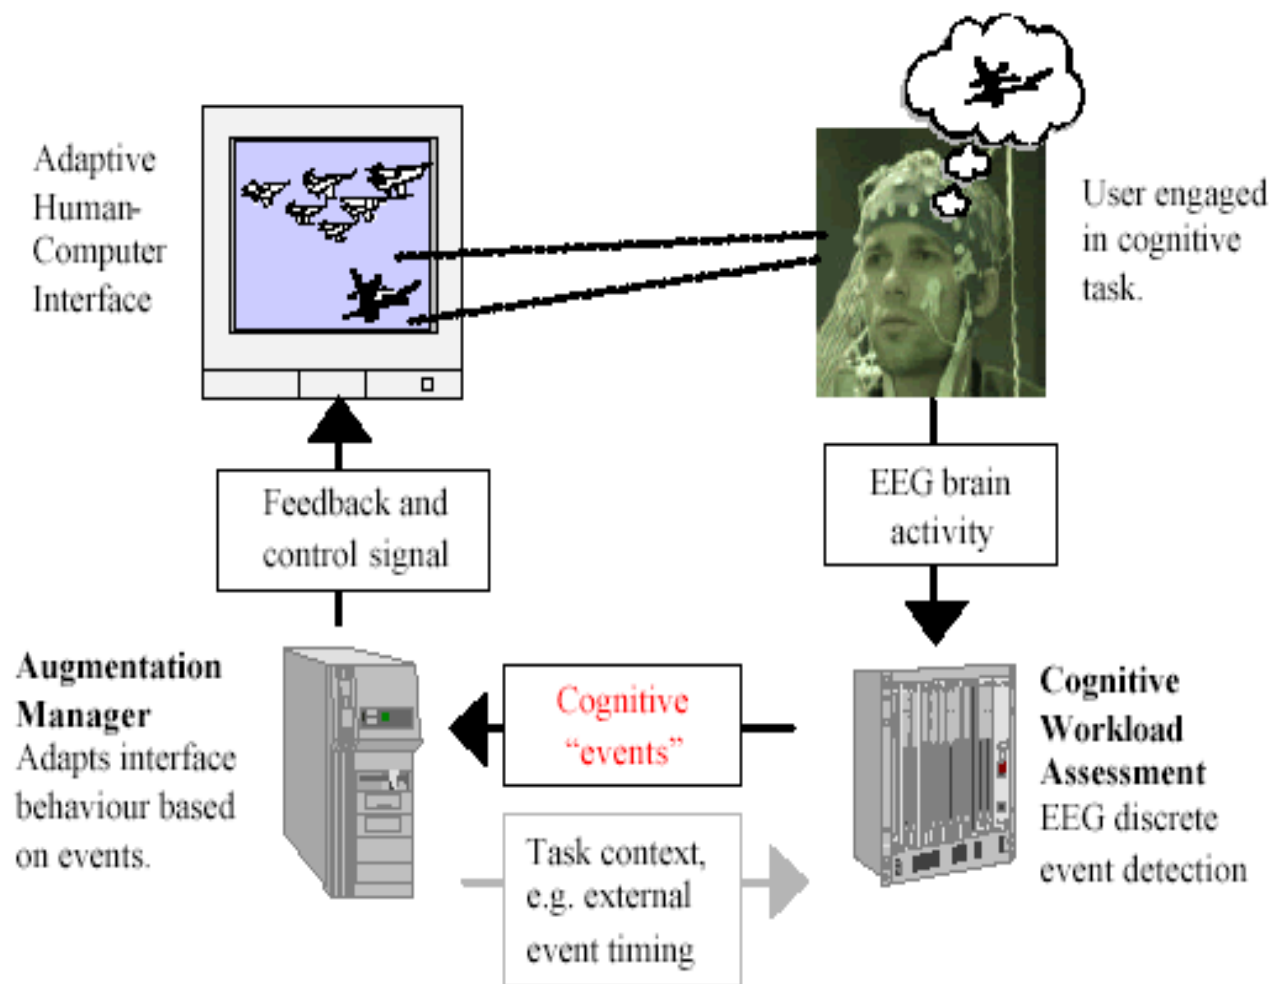 Adaptive
Human-
Computer
Interface
User engaged
in cognitive
task.
Feedback and
control signal
EEG brain
activity
Augmentation
Manager
Adapts interface
behaviour based
on events.
Cognitive
“events”
Cognitive
Workload
Assessment
EEG discrete
event detection
Task context,
e.g. external
event timing